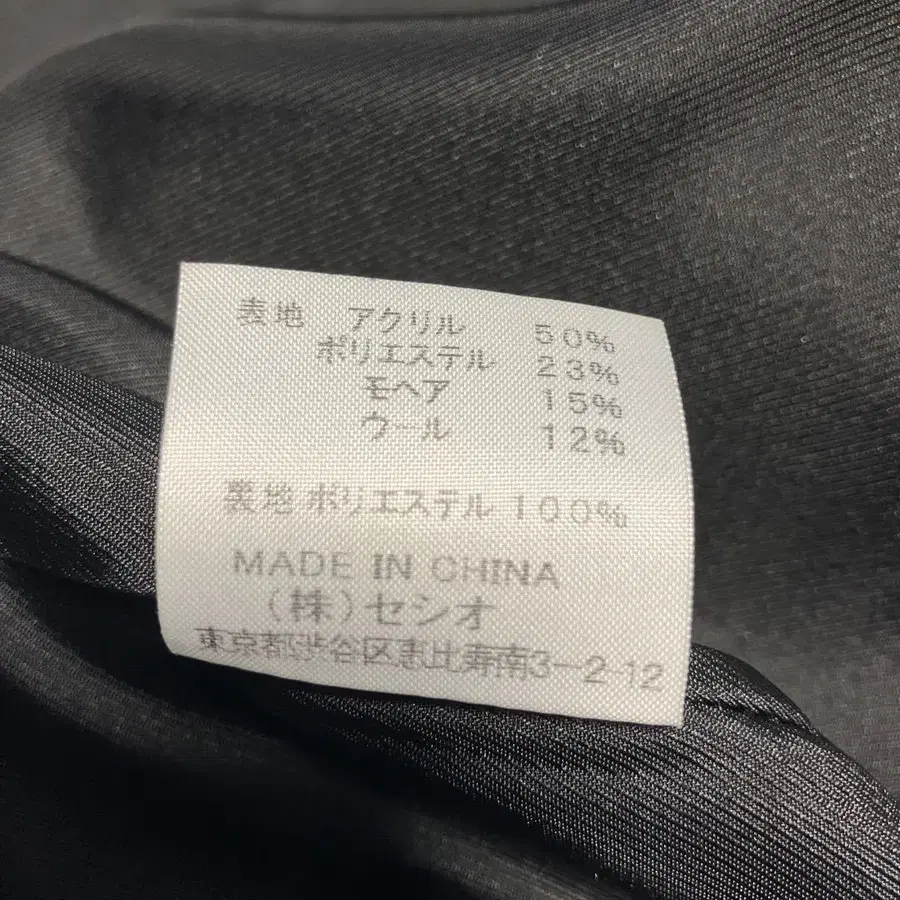 表地 アクリル 50%
ポリエステル 23%
モヘア 15%
ウール 12%
裏地 ポリエステル 100%
MADE IN CHINA
(株)セシオ
東京都渋谷区恵比寿南3-2-12